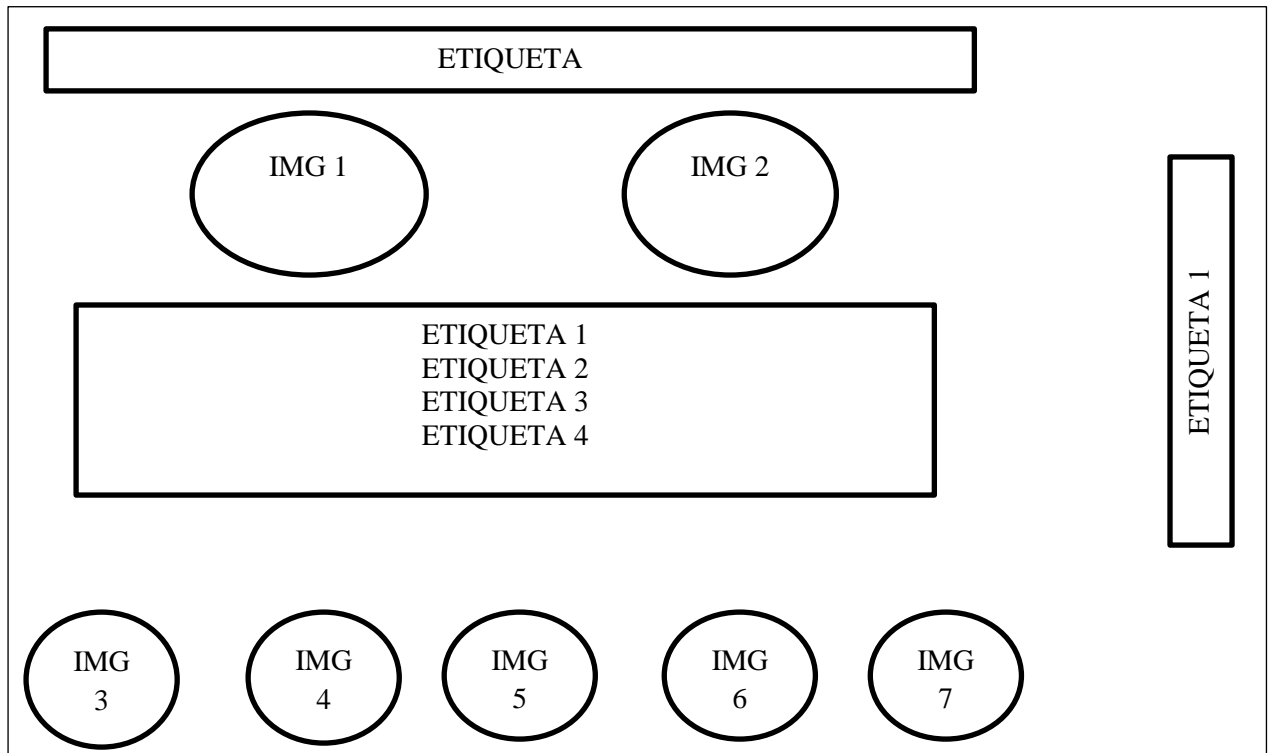 ETIQUETA
IMG 1
IMG 2
ETIQUETA 1
ETIQUETA 2
ETIQUETA 3
ETIQUETA 4
ETIQUETA 1
IMG
3
IMG
4
IMG
5
IMG
6
IMG
7